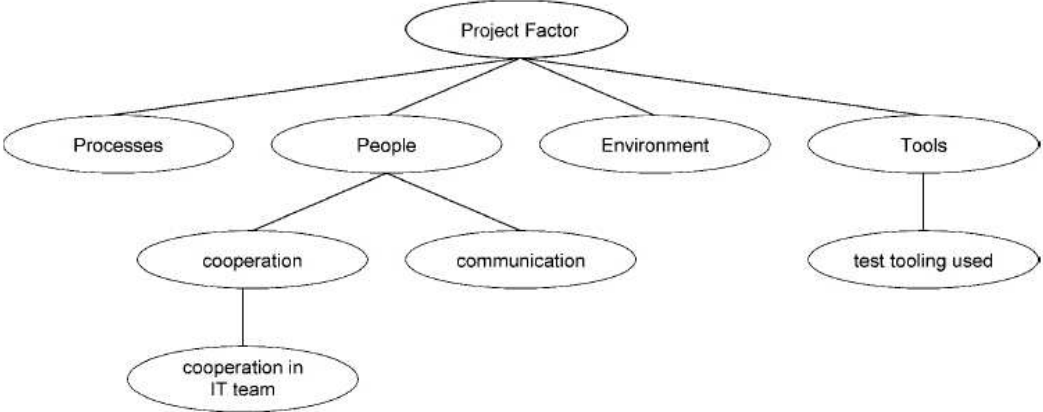 Project Factor
Processes
People
Environment
Tools
cooperation
communication
test tooling used
cooperation in
IT team